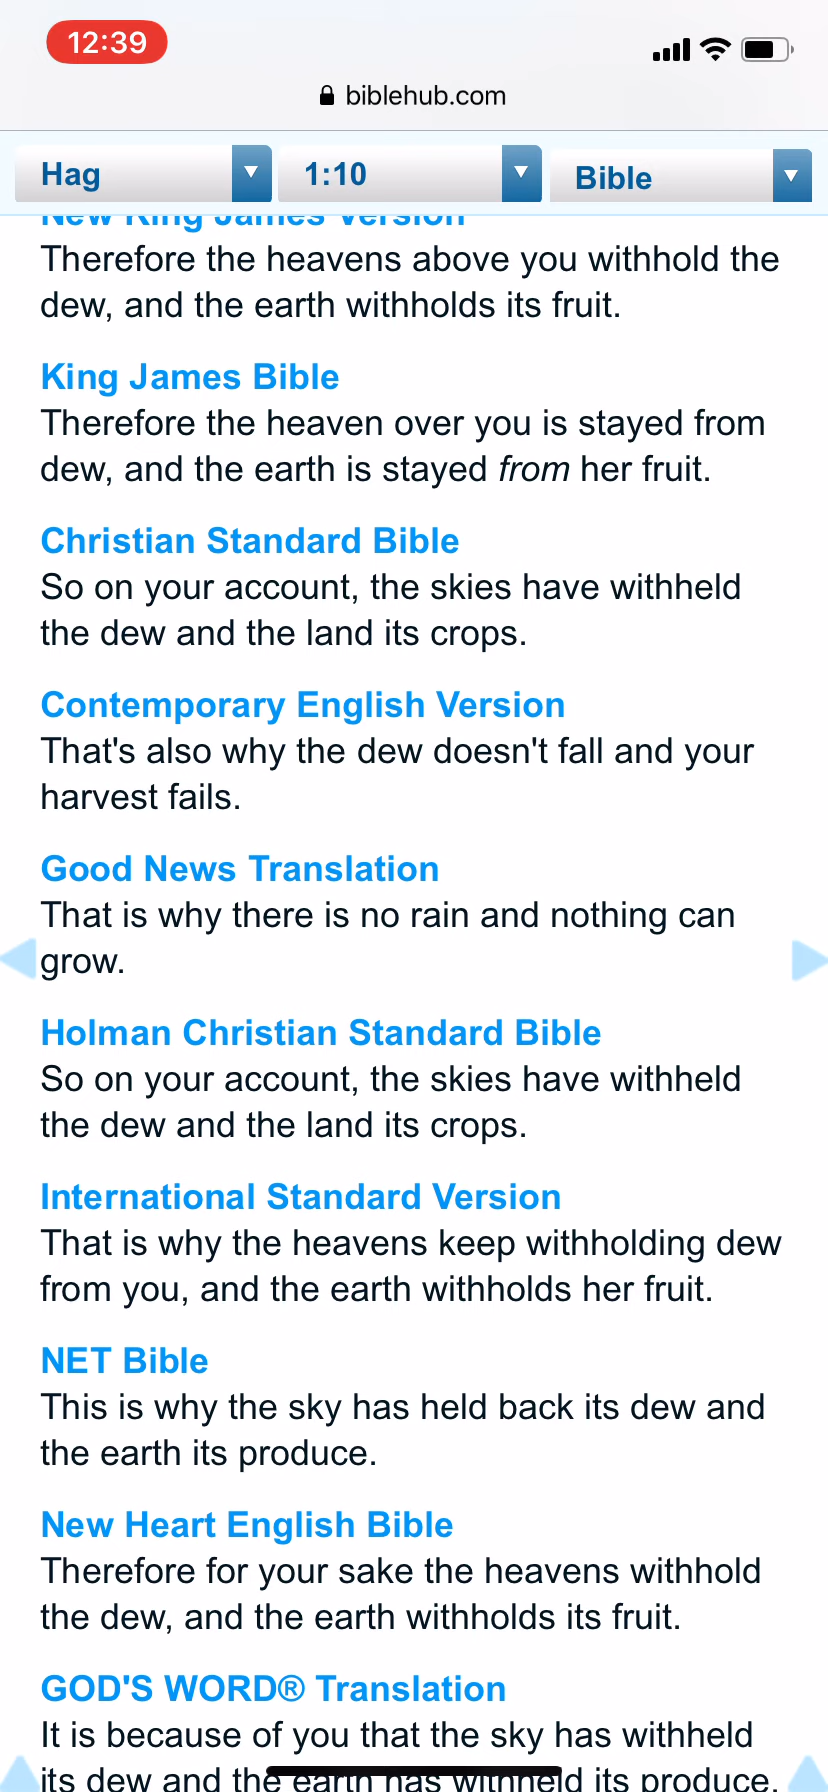 12:39
biblehub.com
Hag 1:10 Bible
New King James Version
Therefore the heavens above you withhold the
dew, and the earth withholds its fruit.
King James Bible
Therefore the heaven over you is stayed from
dew, and the earth is stayed from her fruit.
Christian Standard Bible
So on your account, the skies have withheld
the dew and the land its crops.
Contemporary English Version
That's also why the dew doesn't fall and your
harvest fails.
Good News Translation
That is why there is no rain and nothing can
grow.
Holman Christian Standard Bible
So on your account, the skies have withheld
the dew and the land its crops.
International Standard Version
That is why the heavens keep withholding dew
from you, and the earth withholds her fruit.
NET Bible
This is why the sky has held back its dew and
the earth its produce.
New Heart English Bible
Therefore for your sake the heavens withhold
the dew, and the earth withholds its fruit.
GOD'S WORD® Translation
It is because of you that the sky has withheld
its dew and the earth has withheld its produce.